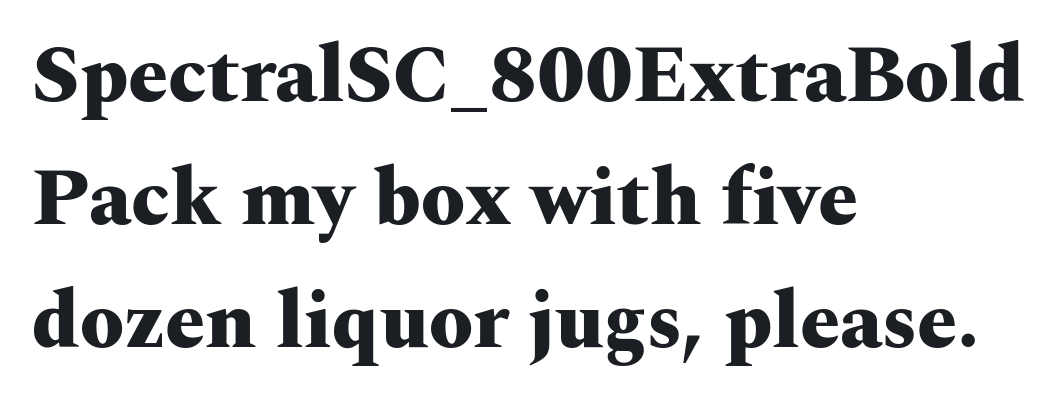 SpectralSC_800ExtraBold
Pack my box with five
dozen liquor jugs, please.